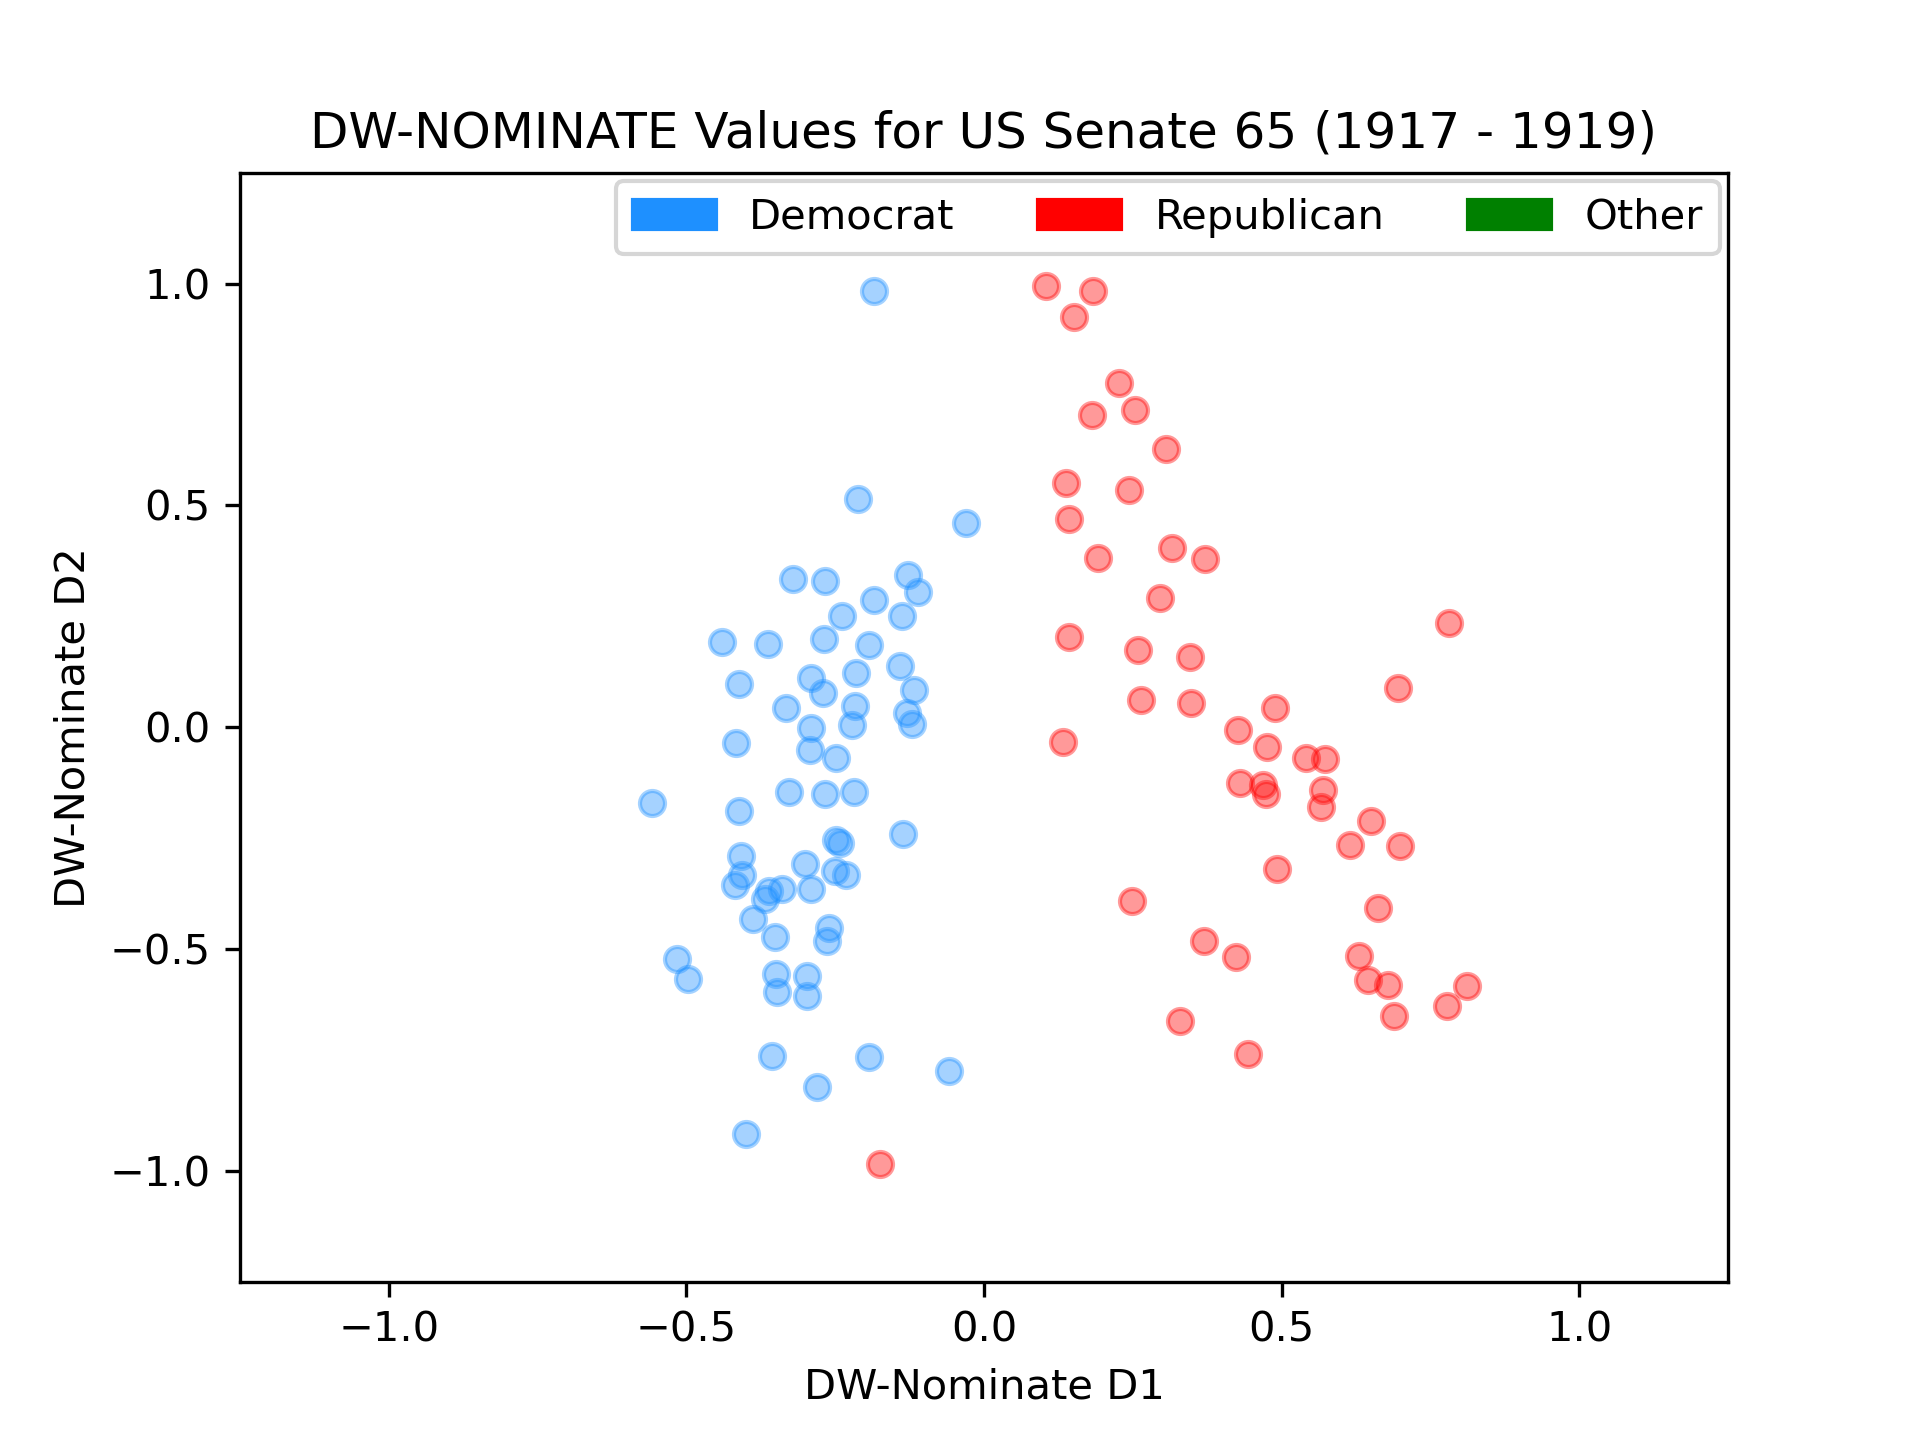 DW-NOMINATE Values for US Senate 65 (1917 - 1919)
Democrat Republican Other
1.0
0.5
0.0
−0.5
−1.0
DW-Nominate D2
−1.0 −0.5 0.0 0.5 1.0
DW-Nominate D1